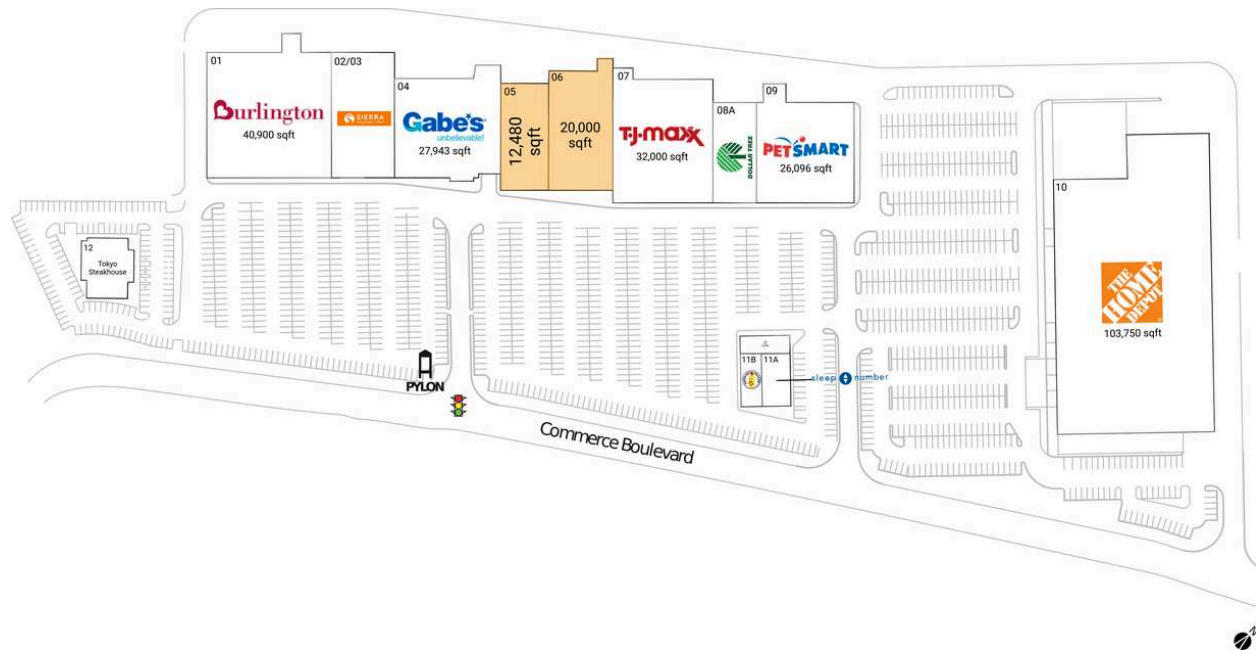 01
Burlington
40,900 sqft
02/03
SIERRA
04
Gabe's
unbelievable!
27,943 sqft
05
12,480
sqft
06
20,000
sqft
07
T.J.maxx
32,000 sqft
08A
DOLLAR TREE
09
PETSMART
26,096 sqft
10
THE
HOME
DEPOT
103,750 sqft
12
Tokyo
Steakhouse
PYLON
11B
11A
sleep number
Commerce Boulevard
N